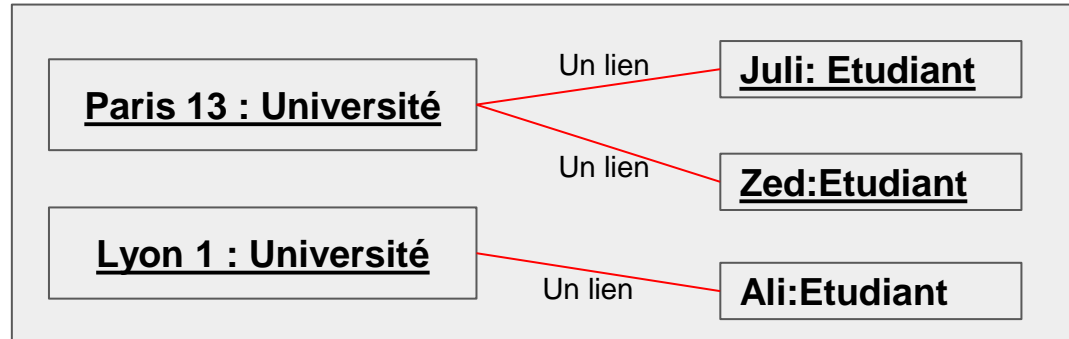 Un lien
Juli: Etudiant
Paris 13 : Université
Un lien
Zed:Etudiant
Lyon 1 : Université
Un lien
Ali:Etudiant